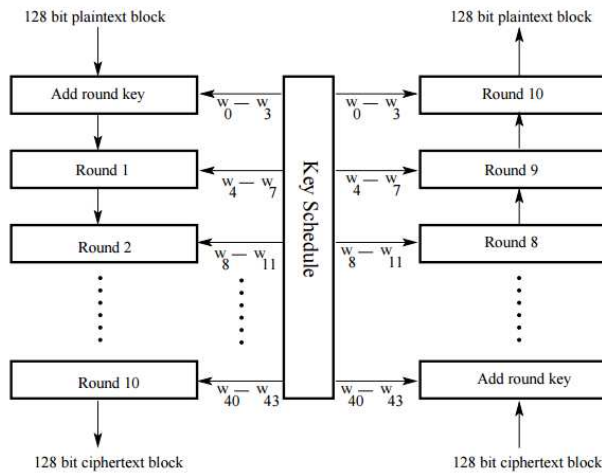 128 bit plaintext block
128 bit plaintext block
Add round key
w0 — w3
w0 — w3
Round 10
Round 1
w4 — w7
w4 — w7
Round 9
Round 2
w8 — w11
w8 — w11
Round 8
Key Schedule
Round 10
w40 — w43
w40 — w43
Add round key
128 bit ciphertext block
128 bit ciphertext block